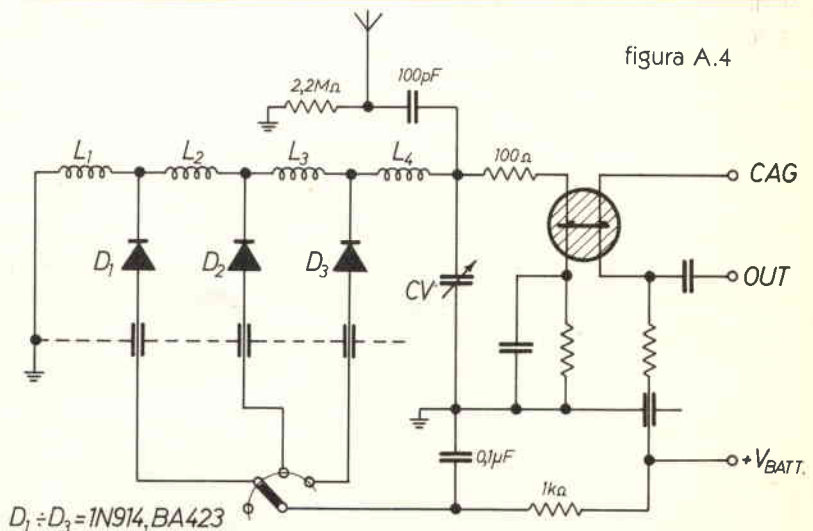 figura A.4
2,2MΩ
100pF
L1
L2
L3
L4
100Ω
CAG
D1
D2
D3
CV
OUT
0,1µF
+VBATT.
1kΩ
D1÷D3=1N914,BA423